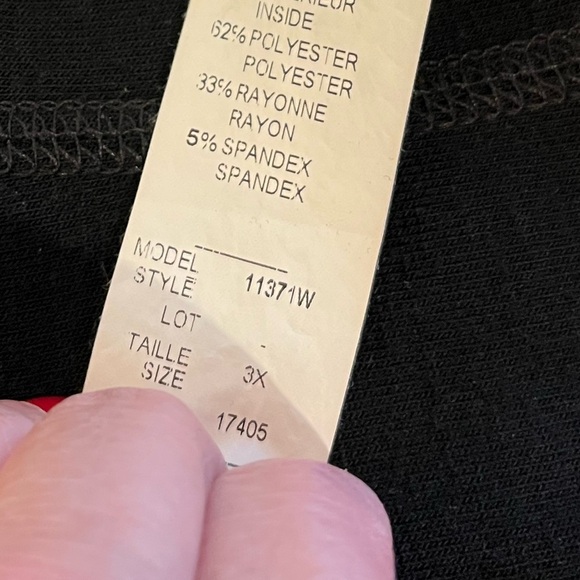 INSIDE
62% POLYESTER
POLYESTER
33% RAYONNE
RAYON
5% SPANDEX
SPANDEX
MODEL
STYLE 11371W
LOT -
TAILLE
SIZE 3X
17405